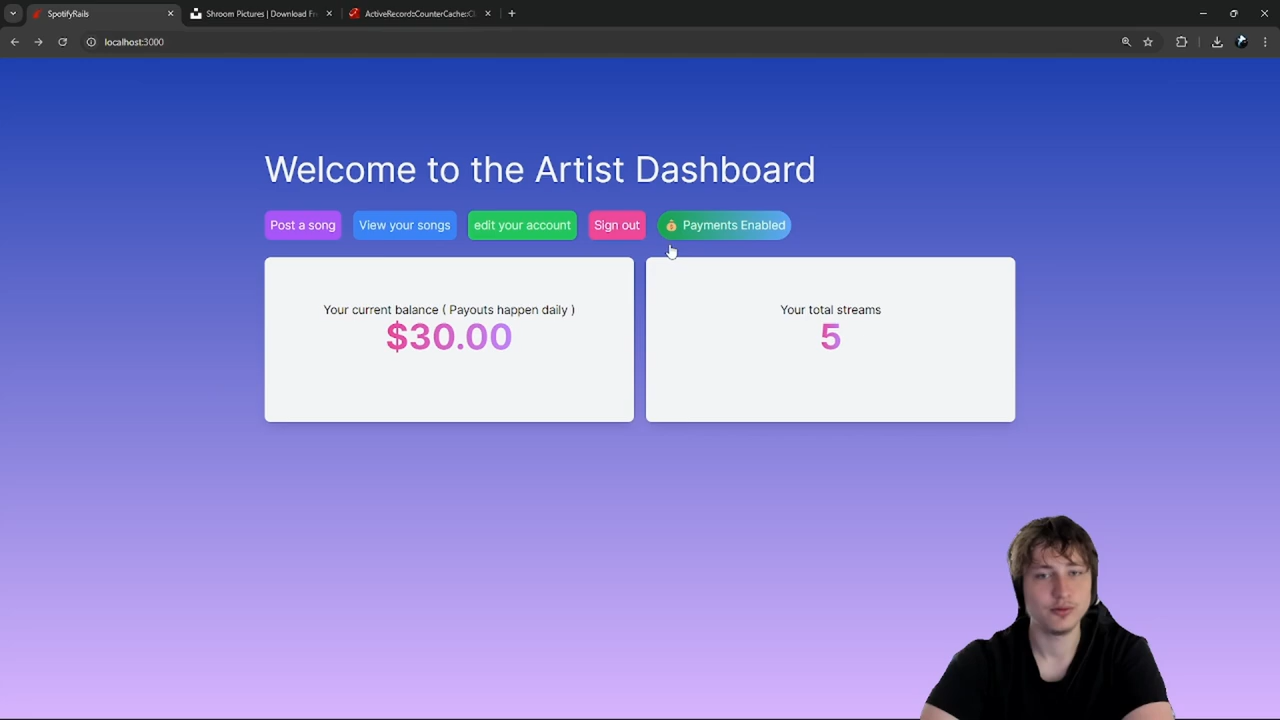 SpotifyRails
Shroom Pictures | Download Fr
ActiveRecord::CounterCache::Cl
localhost:3000
Welcome to the Artist Dashboard
Post a song
View your songs
edit your account
Sign out
Payments Enabled
Your current balance ( Payouts happen daily )
$30.00
Your total streams
5